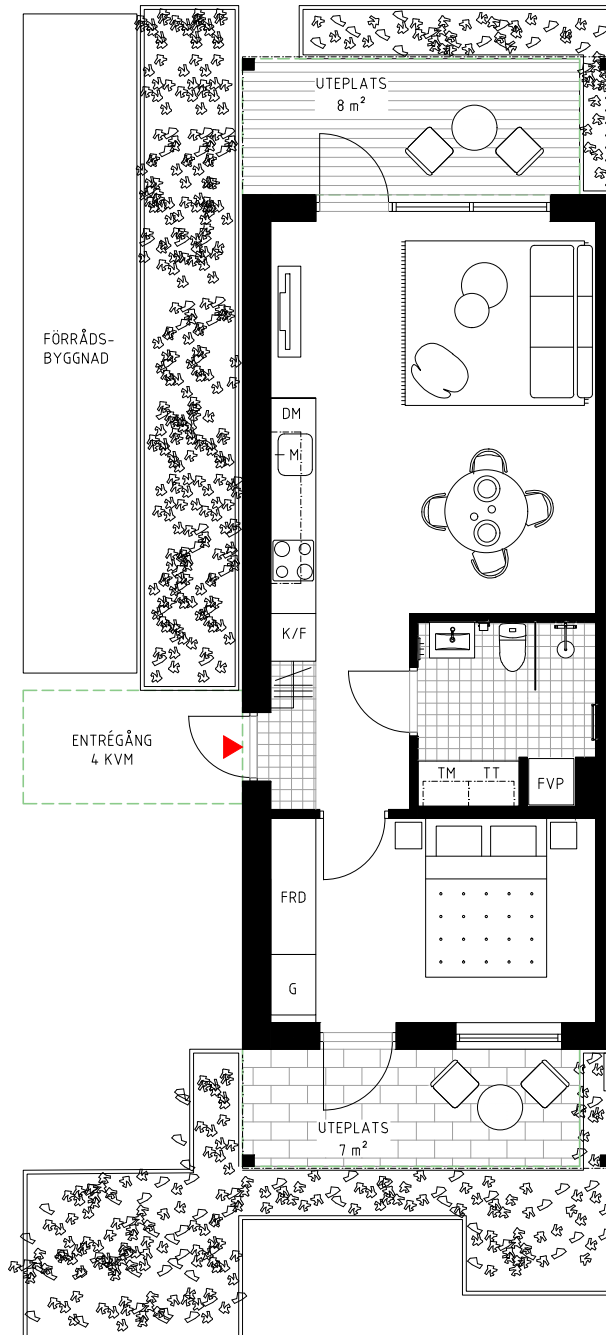 UTEPLATS
8 m²
FÖRRÅDS-
BYGGNAD
DM
M
K/F
ENTRÉGÅNG
4 KVM
TM
TT
FVP
FRD
G
UTEPLATS
7 m²